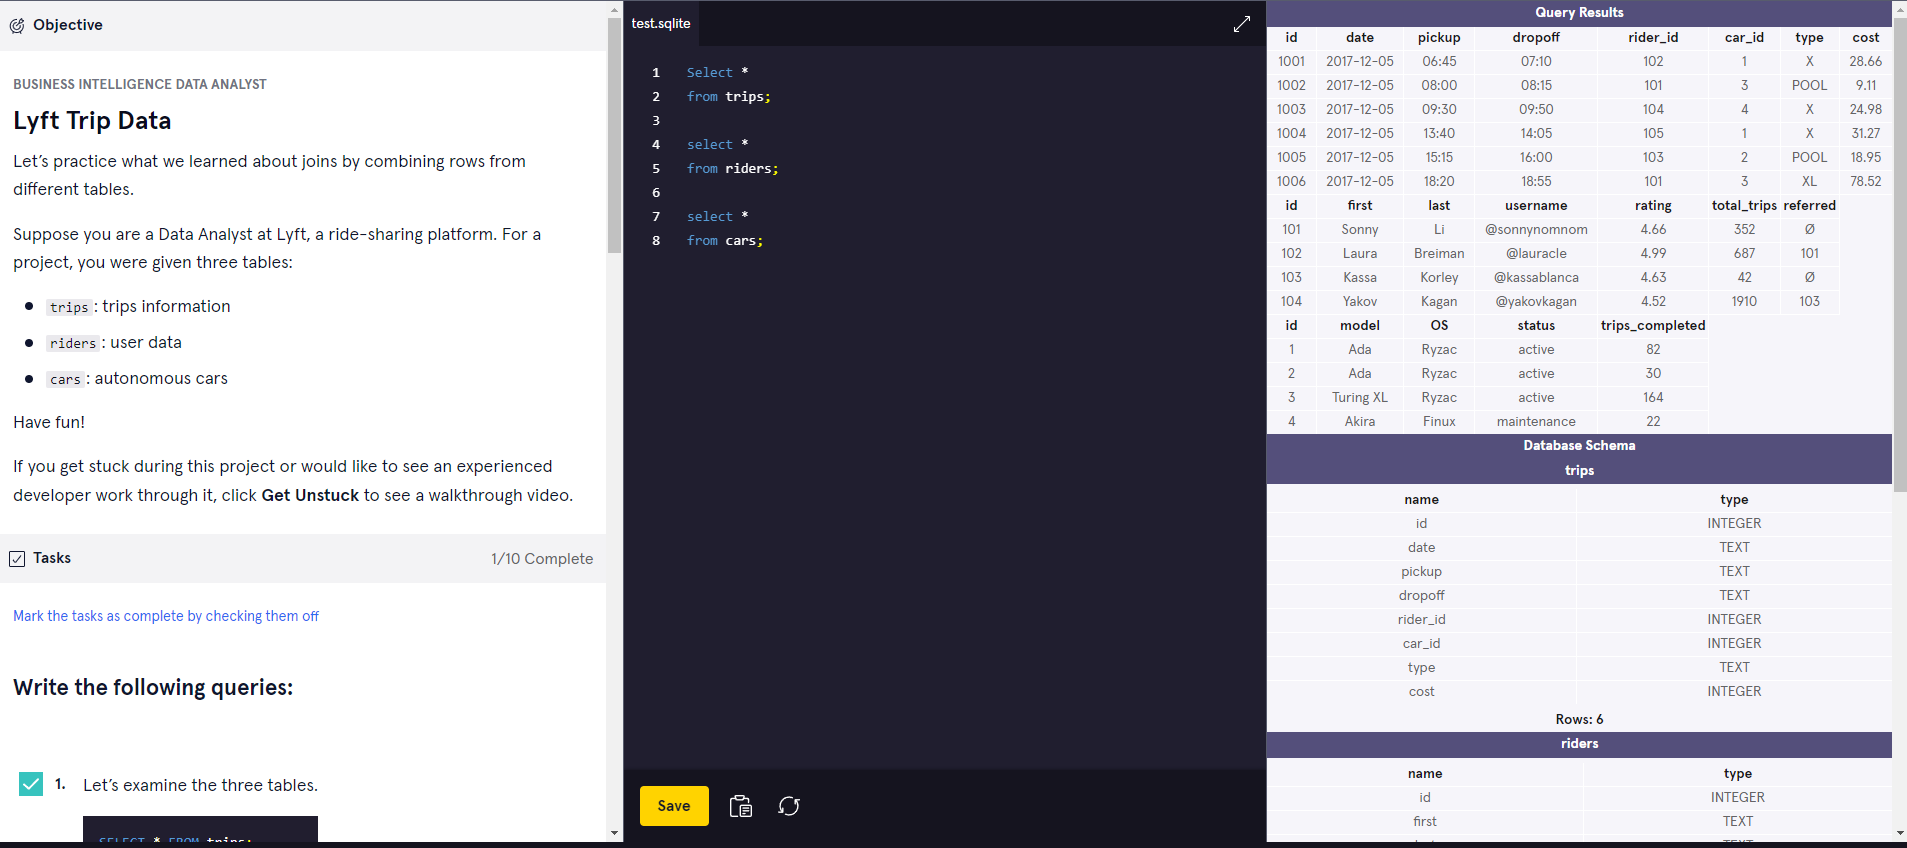 Objective
BUSINESS INTELLIGENCE DATA ANALYST
Lyft Trip Data
Let's practice what we learned about joins by combining rows from
different tables.
Suppose you are a Data Analyst at Lyft, a ride-sharing platform. For a
project, you were given three tables:
trips: trips information
riders: user data
cars: autonomous cars
Have fun!
If you get stuck during this project or would like to see an experienced
developer work through it, click Get Unstuck to see a walkthrough video.
Tasks 1/10 Complete
Mark the tasks as complete by checking them off
Write the following queries:
1. Let's examine the three tables.
SELECT * FROM trips;
test.sqlite
1 Select *
2 from trips;
3
4 select *
5 from riders;
6
7 select *
8 from cars;
Save
Query Results
id date pickup dropoff rider_id car_id type cost
1001 2017-12-05 06:45 07:10 102 1 X 28.66
1002 2017-12-05 08:00 08:15 101 3 POOL 9.11
1003 2017-12-05 09:30 09:50 104 4 X 24.98
1004 2017-12-05 13:40 14:05 105 1 X 31.27
1005 2017-12-05 15:15 16:00 103 2 POOL 18.95
1006 2017-12-05 18:20 18:55 101 3 XL 78.52
id first last username rating total_trips referred
101 Sonny Li @sonnynomnom 4.66 352 Ø
102 Laura Breiman @lauracle 4.99 687 101
103 Kassa Korley @kassablanca 4.63 42 Ø
104 Yakov Kagan @yakovkagan 4.52 1910 103
id model OS status trips_completed
1 Ada Ryzac active 82
2 Ada Ryzac active 30
3 Turing XL Ryzac active 164
4 Akira Finux maintenance 22
Database Schema
trips
name type
id INTEGER
date TEXT
pickup TEXT
dropoff TEXT
rider_id INTEGER
car_id INTEGER
type TEXT
cost INTEGER
Rows: 6
riders
name type
id INTEGER
first TEXT